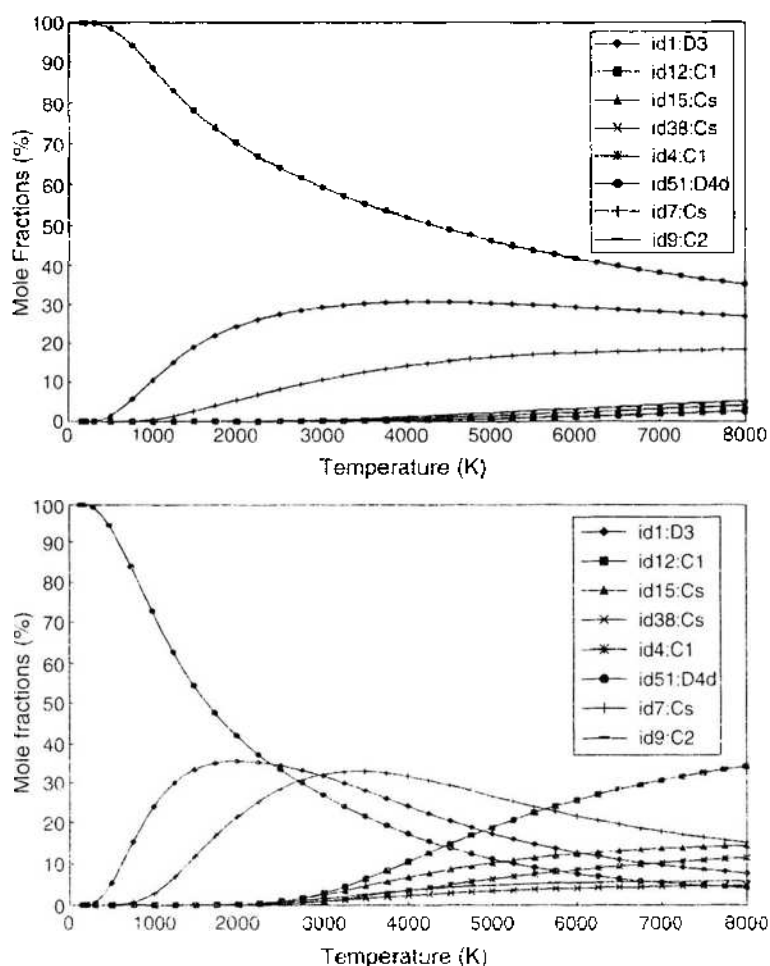 Mole Fractions (%)
100
90
80
70
60
50
40
30
20
10
0
0
1000
2000
3000
4000
5000
6000
7000
8000
Temperature (K)
id1:D3
id12:C1
id15:Cs
id38:Cs
id4:C1
id51:D4d
id7:Cs
id9:C2
Mole fractions (%)
100
90
80
70
60
50
40
30
20
10
0
0
1000
2000
3000
4000
5000
6000
7000
8000
Temperature (K)
id1:D3
id12:C1
id15:Cs
id38:Cs
id4:C1
id51:D4d
id7:Cs
id9:C2